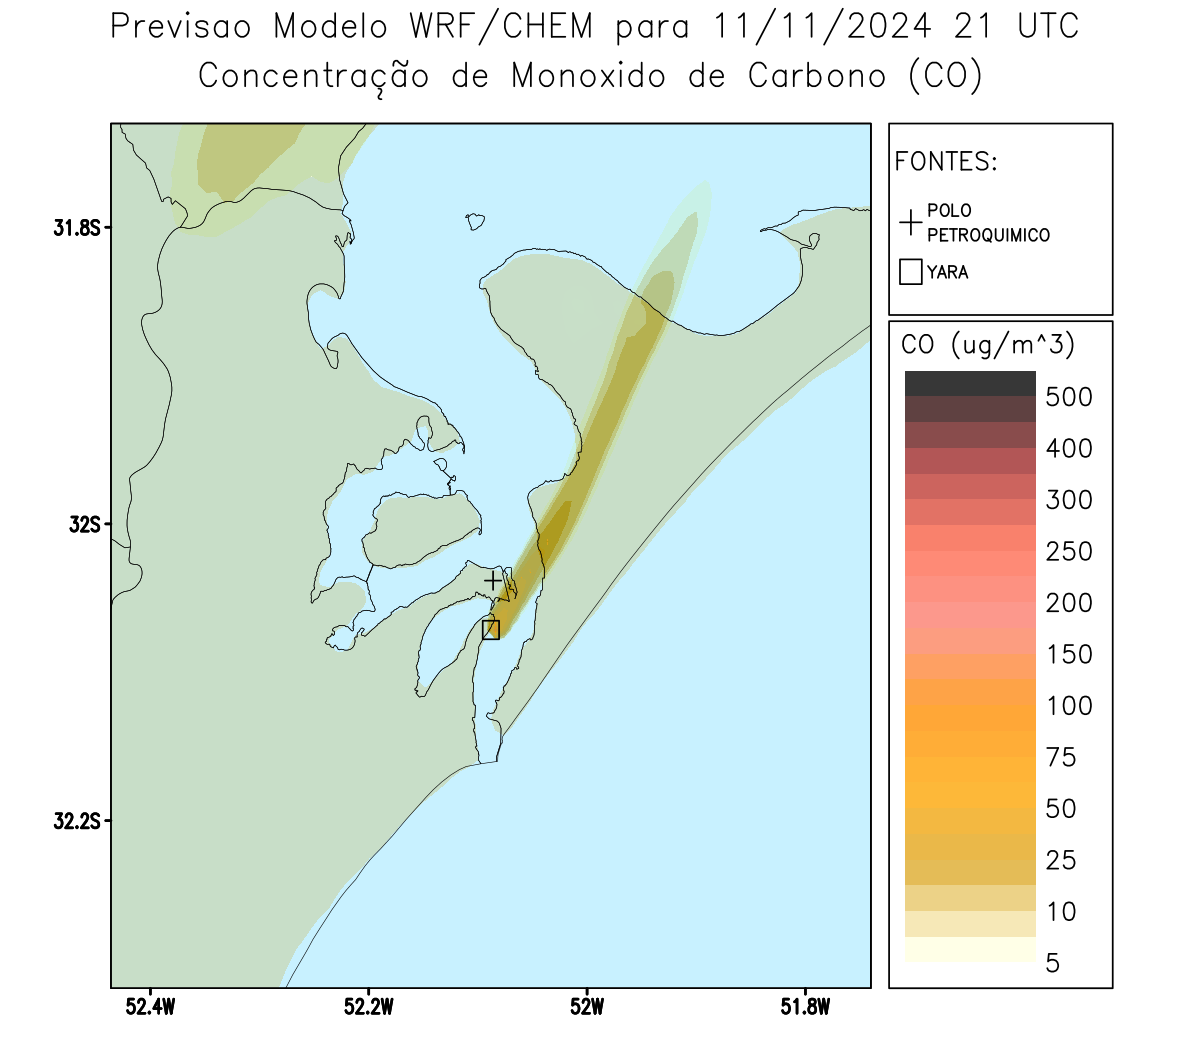 Previsao Modelo WRF/CHEM para 11/11/2024 21 UTC
Concentração de Monoxido de Carbono (CO)
FONTES:
POLO
PETROQUIMICO
YARA
31.8S
32S
32.2S
52.4W
52.2W
52W
51.8W
CO (ug/m^3)
500
400
300
250
200
150
100
75
50
25
10
5